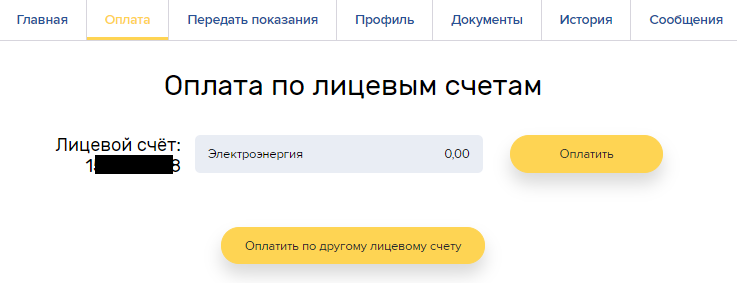 Главная Оплата Передать показания Профиль Документы История Сообщения
Оплата по лицевым счетам
Лицевой счёт:
Электроэнергия 0,00 Оплатить
Оплатить по другому лицевому счету